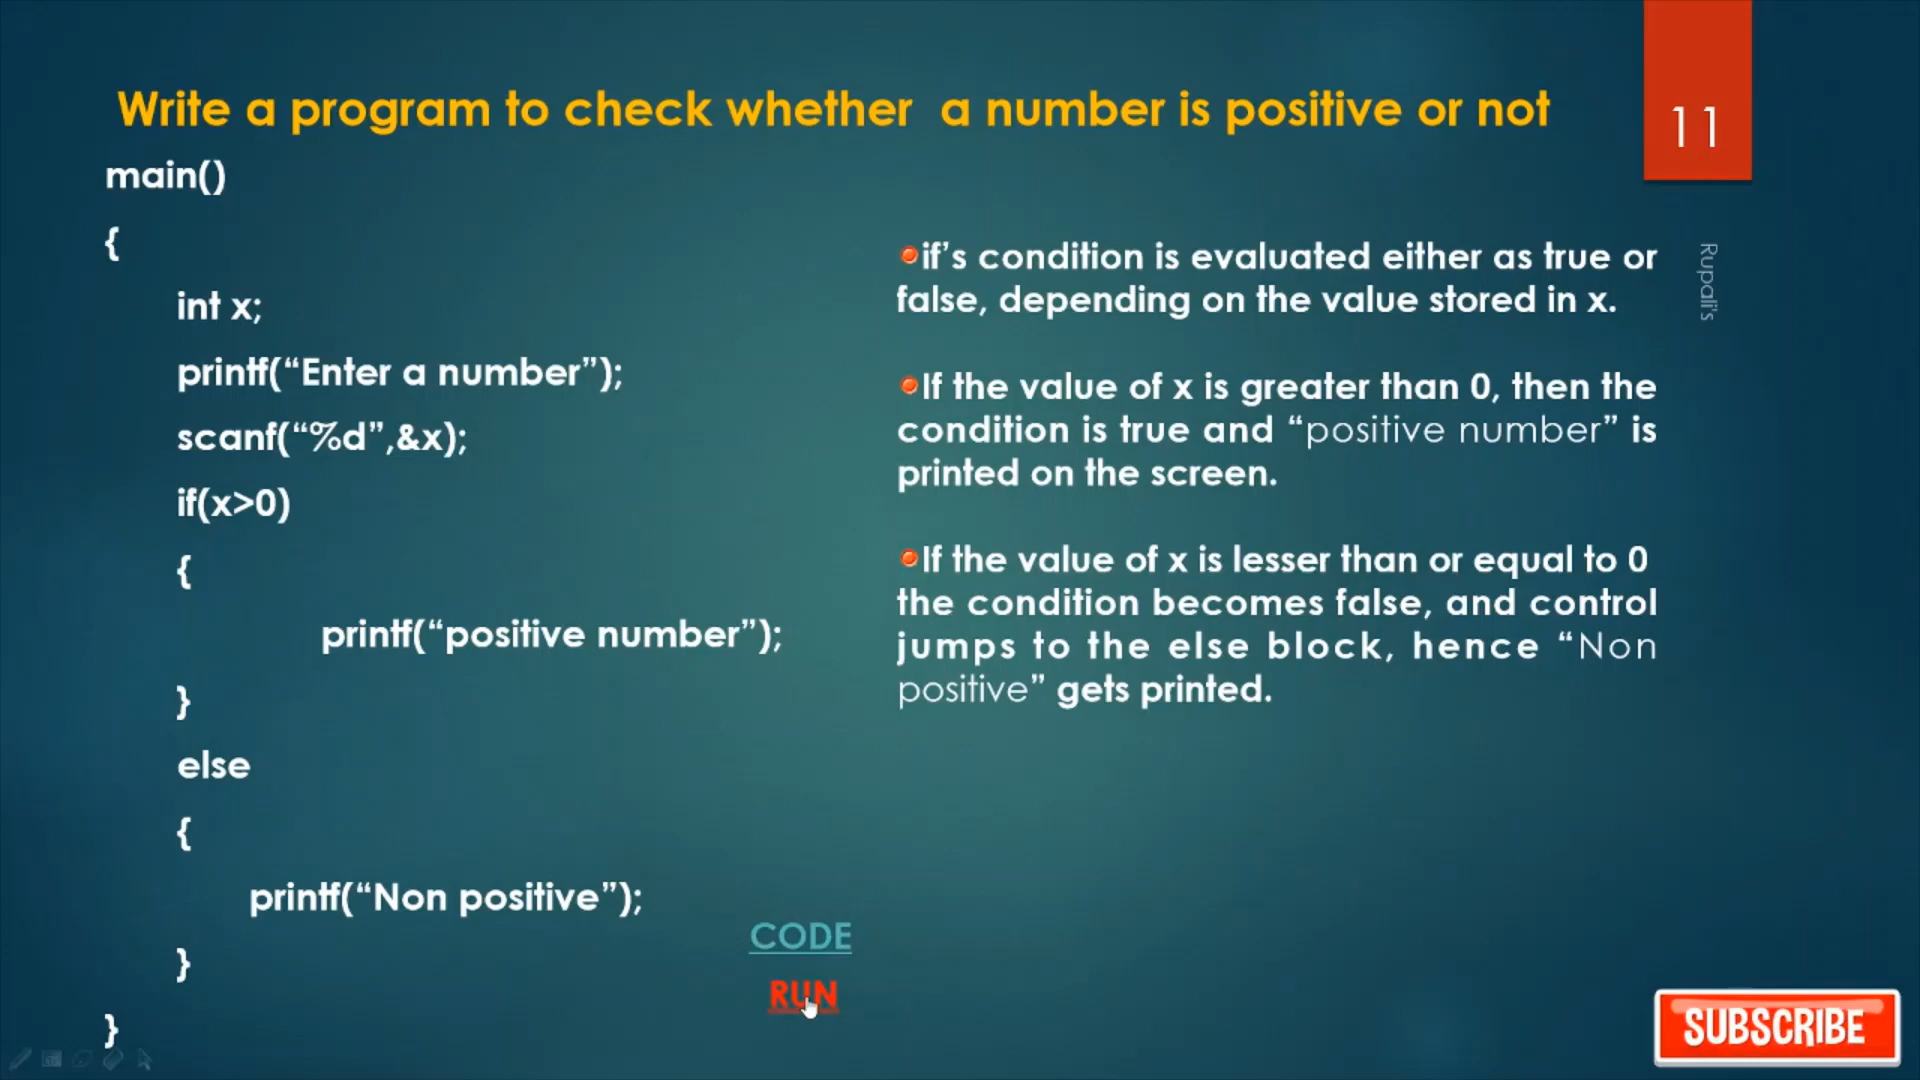 Write a program to check whether a number is positive or not
11
main()
{
int x;
printf(“Enter a number”);
scanf(“%d”,&x);
if(x>0)
{
printf(“positive number”);
}
else
{
printf(“Non positive”);
}
}
if’s condition is evaluated either as true or
false, depending on the value stored in x.
If the value of x is greater than 0, then the
condition is true and “positive number” is
printed on the screen.
If the value of x is lesser than or equal to 0
the condition becomes false, and control
jumps to the else block, hence “Non
positive” gets printed.
Rupali's
CODE
RUN
SUBSCRIBE